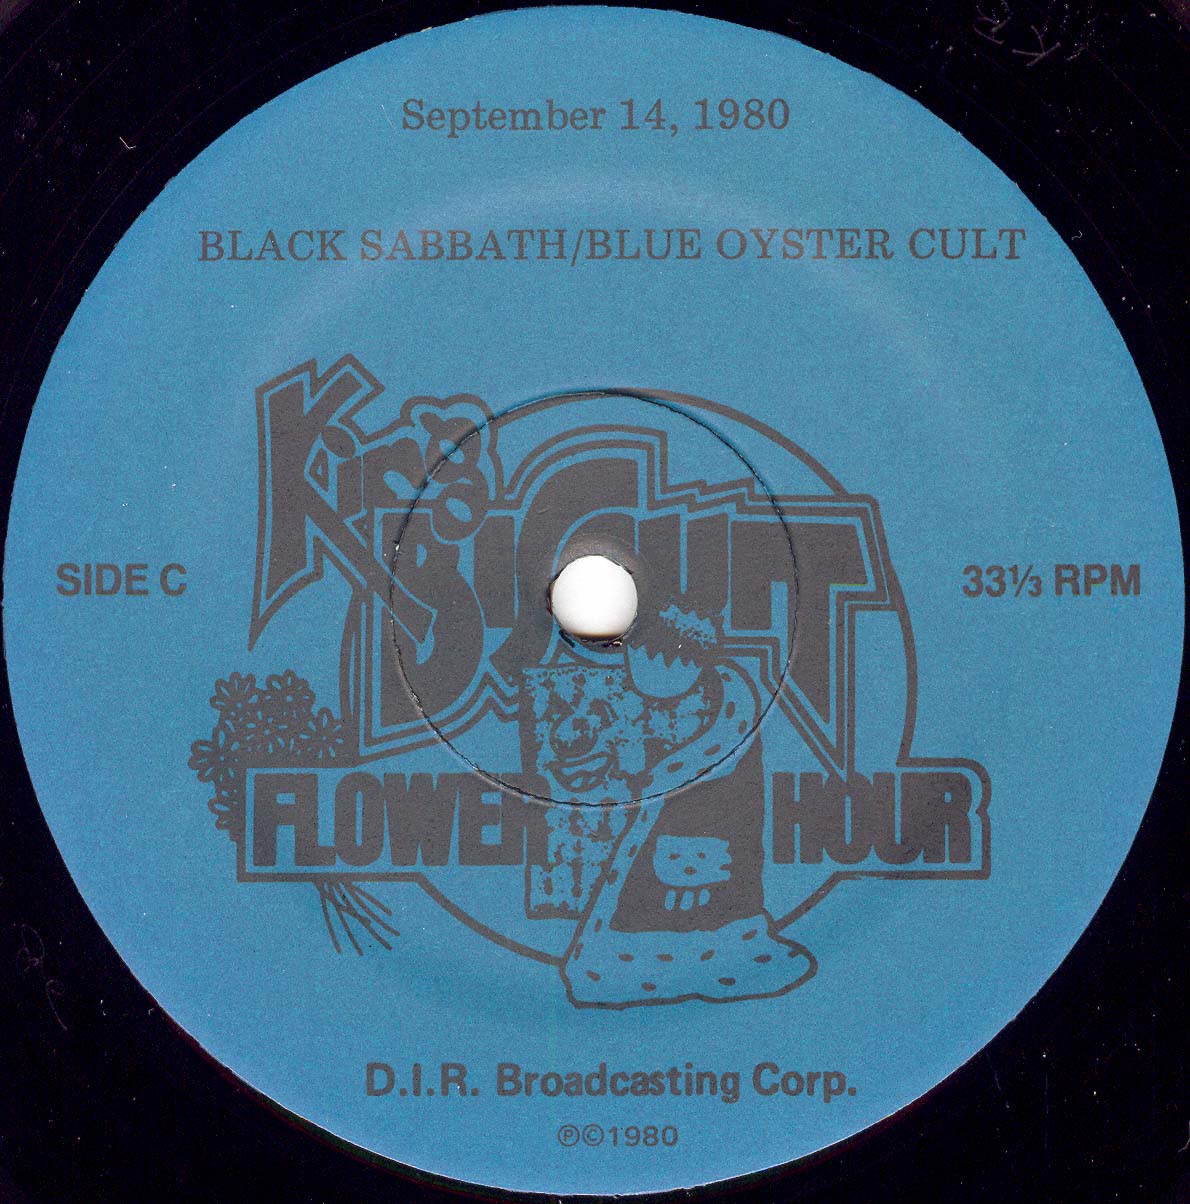 September 14, 1980
BLACK SABBATH/BLUE OYSTER CULT
King
BISCUIT
SIDE C
33⅓ RPM
FLOWER HOUR
D.I.R. Broadcasting Corp.
℗©1980